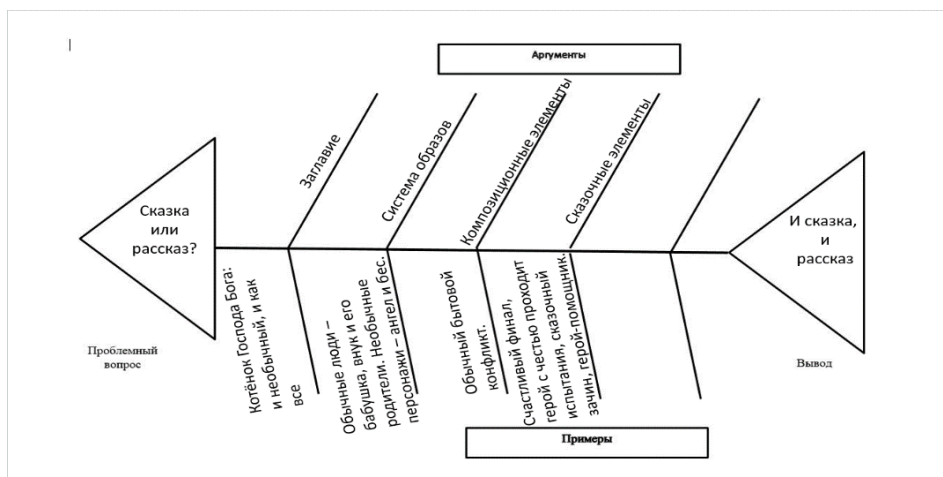 Аргументы
Заглавие
Система образов
Композиционные элементы
Сказочные элементы
Сказка
или
рассказ?
И сказка,
и
рассказ
Проблемный
вопрос
Вывод
Котёнок Господа Бога:
и необычный, и как
все
Обычные люди –
бабушка, внук и его
родители. Необычные
персонажи – ангел и бес.
Обычный бытовой
конфликт.
Счастливый финал,
герой с честью проходит
испытания, сказочный
зачин, герой-помощник.
Примеры